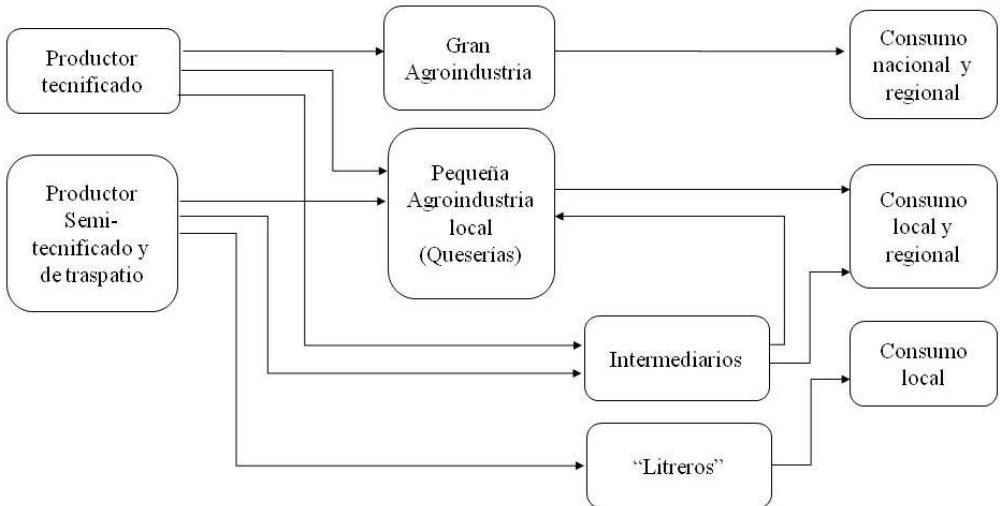 Productor
tecnificado
Gran
Agroindustria
Consumo
nacional y
regional
Productor
Semi-
tecnificado y
de traspatio
Pequeña
Agroindustria
local
(Queserías)
Consumo
local y
regional
Intermediarios
Consumo
local
“Litreros”